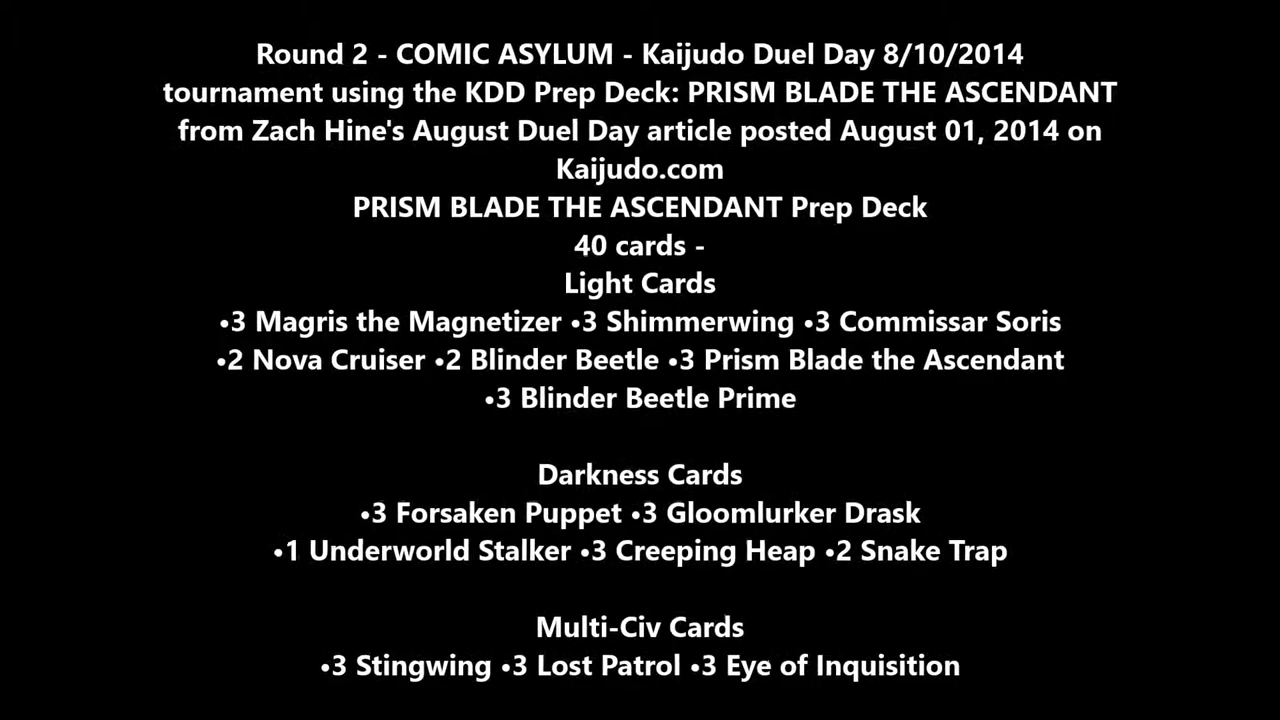 Round 2 - COMIC ASYLUM - Kaijudo Duel Day 8/10/2014
tournament using the KDD Prep Deck: PRISM BLADE THE ASCENDANT
from Zach Hine's August Duel Day article posted August 01, 2014 on
Kaijudo.com
PRISM BLADE THE ASCENDANT Prep Deck
40 cards -
Light Cards
•3 Magris the Magnetizer •3 Shimmerwing •3 Commissar Soris
•2 Nova Cruiser •2 Blinder Beetle •3 Prism Blade the Ascendant
•3 Blinder Beetle Prime
Darkness Cards
•3 Forsaken Puppet •3 Gloomlurker Drask
•1 Underworld Stalker •3 Creeping Heap •2 Snake Trap
Multi-Civ Cards
•3 Stingwing •3 Lost Patrol •3 Eye of Inquisition